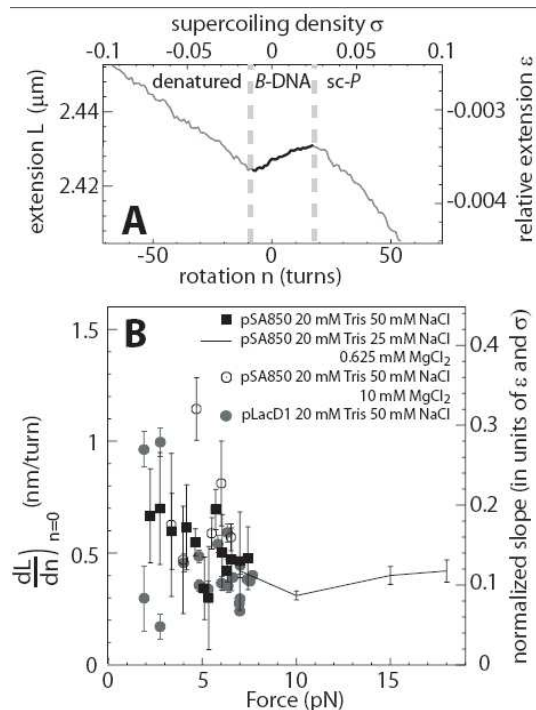 supercoiling density σ
-0.1 -0.05 0 0.05 0.1
denatured B-DNA sc-P
extension L (μm)
2.44
2.42
relative extension ε
-0.003
-0.004
A
-50 0 50
rotation n (turns)
B
1.5
1
0.5
0
pSA850 20 mM Tris 50 mM NaCl
pSA850 20 mM Tris 25 mM NaCl
0.625 mM MgCl2
pSA850 20 mM Tris 50 mM NaCl
10 mM MgCl2
pLacD1 20 mM Tris 50 mM NaCl
dL/dn)n=0 (nm/turn)
0.4
0.3
0.2
0.1
0
normalized slope (in units of ε and σ)
0 5 10 15
Force (pN)